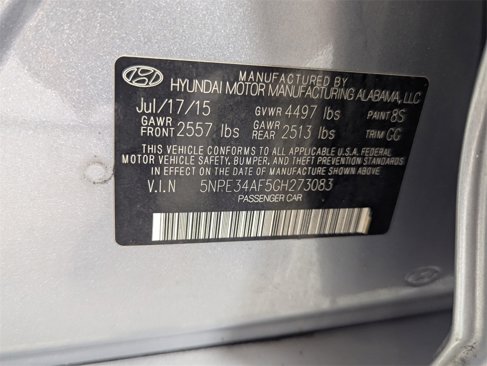 MANUFACTURED BY
HYUNDAI MOTOR MANUFACTURING ALABAMA, LLC
Jul/17/15 GVWR 4497 lbs PAINT 8S
GAWR FRONT 2557 lbs GAWR REAR 2513 lbs TRIM CC
THIS VEHICLE CONFORMS TO ALL APPLICABLE U.S.A. FEDERAL
MOTOR VEHICLE SAFETY, BUMPER, AND THEFT PREVENTION STANDARDS
IN EFFECT ON THE DATE OF MANUFACTURE SHOWN ABOVE
V.I.N 5NPE34AF5GH273083
PASSENGER CAR